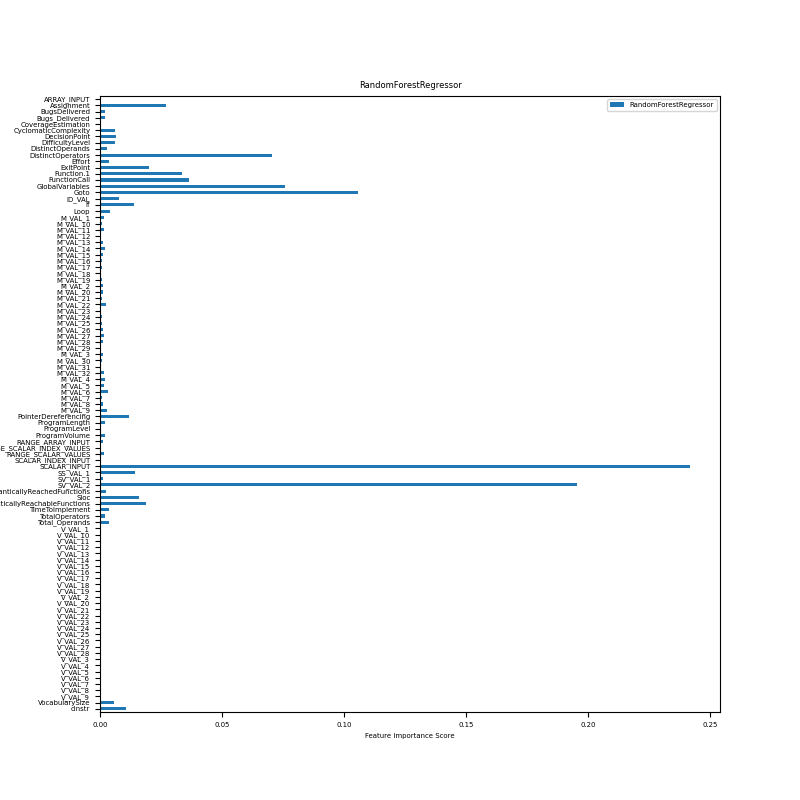 RandomForestRegressor
RandomForestRegressor
ARRAY_INPUT
Assignment
BugsDelivered
Bugs_Delivered
CoverageEstimation
CyclomaticComplexity
DecisionPoint
DifficultyLevel
DistinctOperands
DistinctOperators
Effort
ExitPoint
Function.1
FunctionCall
GlobalVariables
Goto
ID_VAL
If
Loop
M_VAL_1
M_VAL_10
M_VAL_11
M_VAL_12
M_VAL_13
M_VAL_14
M_VAL_15
M_VAL_16
M_VAL_17
M_VAL_18
M_VAL_19
M_VAL_2
M_VAL_20
M_VAL_21
M_VAL_22
M_VAL_23
M_VAL_24
M_VAL_25
M_VAL_26
M_VAL_27
M_VAL_28
M_VAL_29
M_VAL_3
M_VAL_30
M_VAL_31
M_VAL_32
M_VAL_4
M_VAL_5
M_VAL_6
M_VAL_7
M_VAL_8
M_VAL_9
PointerDereferencing
ProgramLength
ProgramLevel
ProgramVolume
RANGE_ARRAY_INPUT
E_SCALAR_INDEX_VALUES
RANGE_SCALAR_VALUES
SCALAR_INDEX_INPUT
SCALAR_INPUT
SS_VAL_1
SV_VAL_1
SV_VAL_2
anticallyReachedFunctions
Sloc
ticallyReachableFunctions
TimeToImplement
TotalOperators
Total_Operands
V_VAL_1
V_VAL_10
V_VAL_11
V_VAL_12
V_VAL_13
V_VAL_14
V_VAL_15
V_VAL_16
V_VAL_17
V_VAL_18
V_VAL_19
V_VAL_2
V_VAL_20
V_VAL_21
V_VAL_22
V_VAL_23
V_VAL_24
V_VAL_25
V_VAL_26
V_VAL_27
V_VAL_28
V_VAL_3
V_VAL_4
V_VAL_5
V_VAL_6
V_VAL_7
V_VAL_8
V_VAL_9
VocabularySize
cinstr
0.00 0.05 0.10 0.15 0.20 0.25
Feature Importance Score